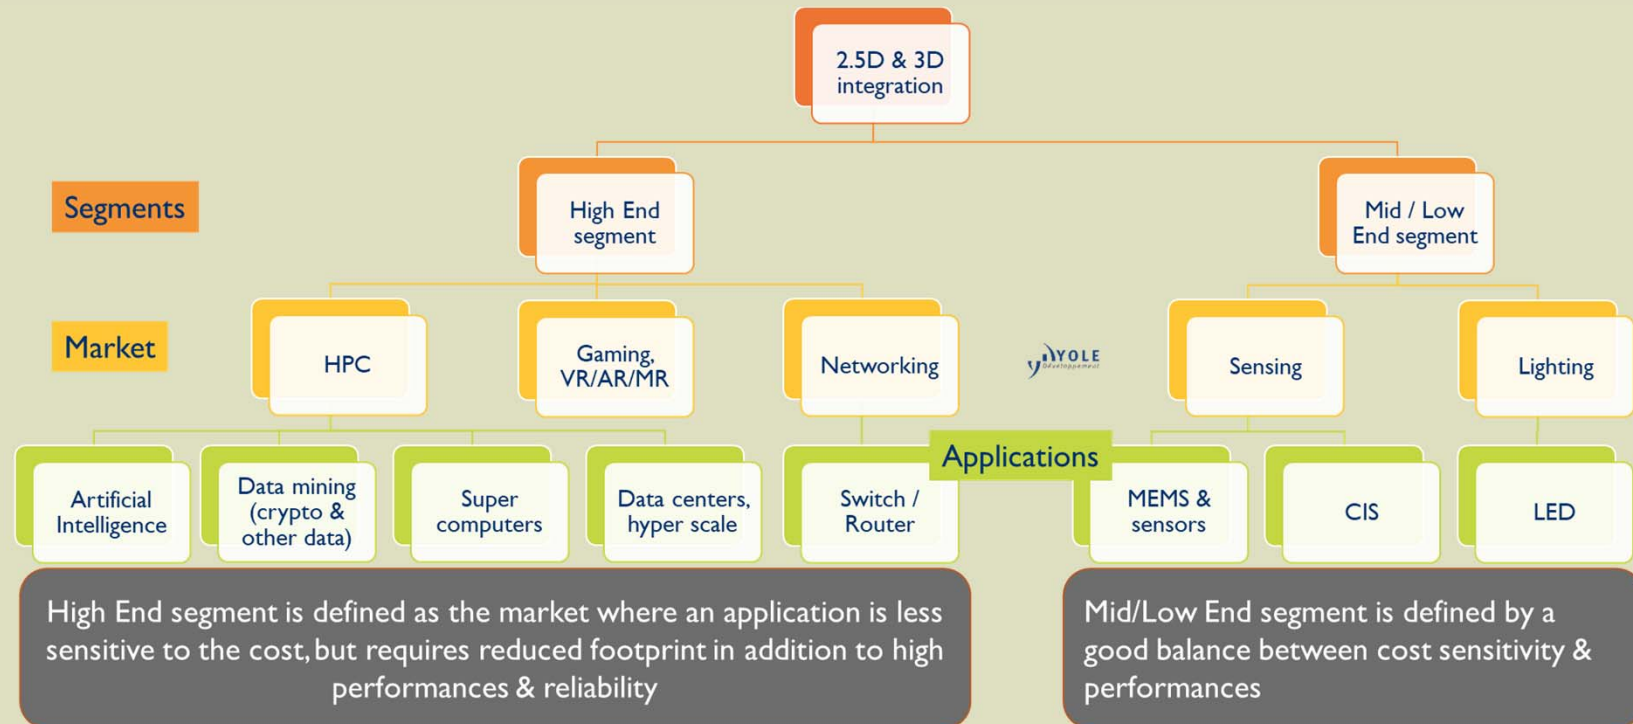 2.5D & 3D
integration
Segments
High End
segment
Mid / Low
End segment
Market
HPC
Gaming,
VR/AR/MR
Networking
YOLE
Développement
Sensing
Lighting
Applications
Artificial
Intelligence
Data mining
(crypto &
other data)
Super
computers
Data centers,
hyper scale
Switch /
Router
MEMS &
sensors
CIS
LED
High End segment is defined as the market where an application is less
sensitive to the cost, but requires reduced footprint in addition to high
performances & reliability
Mid/Low End segment is defined by a
good balance between cost sensitivity &
performances